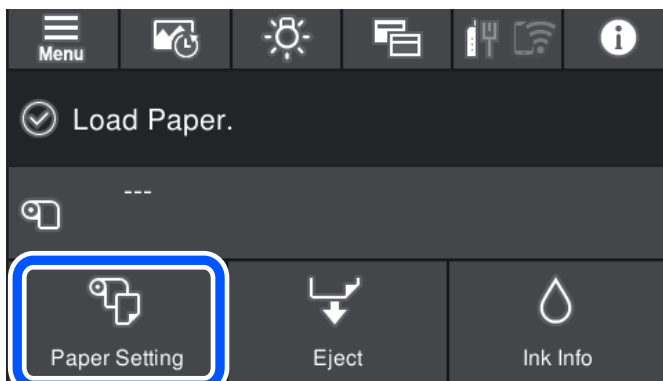 Menu
Load Paper.
---
Paper Setting
Eject
Ink Info